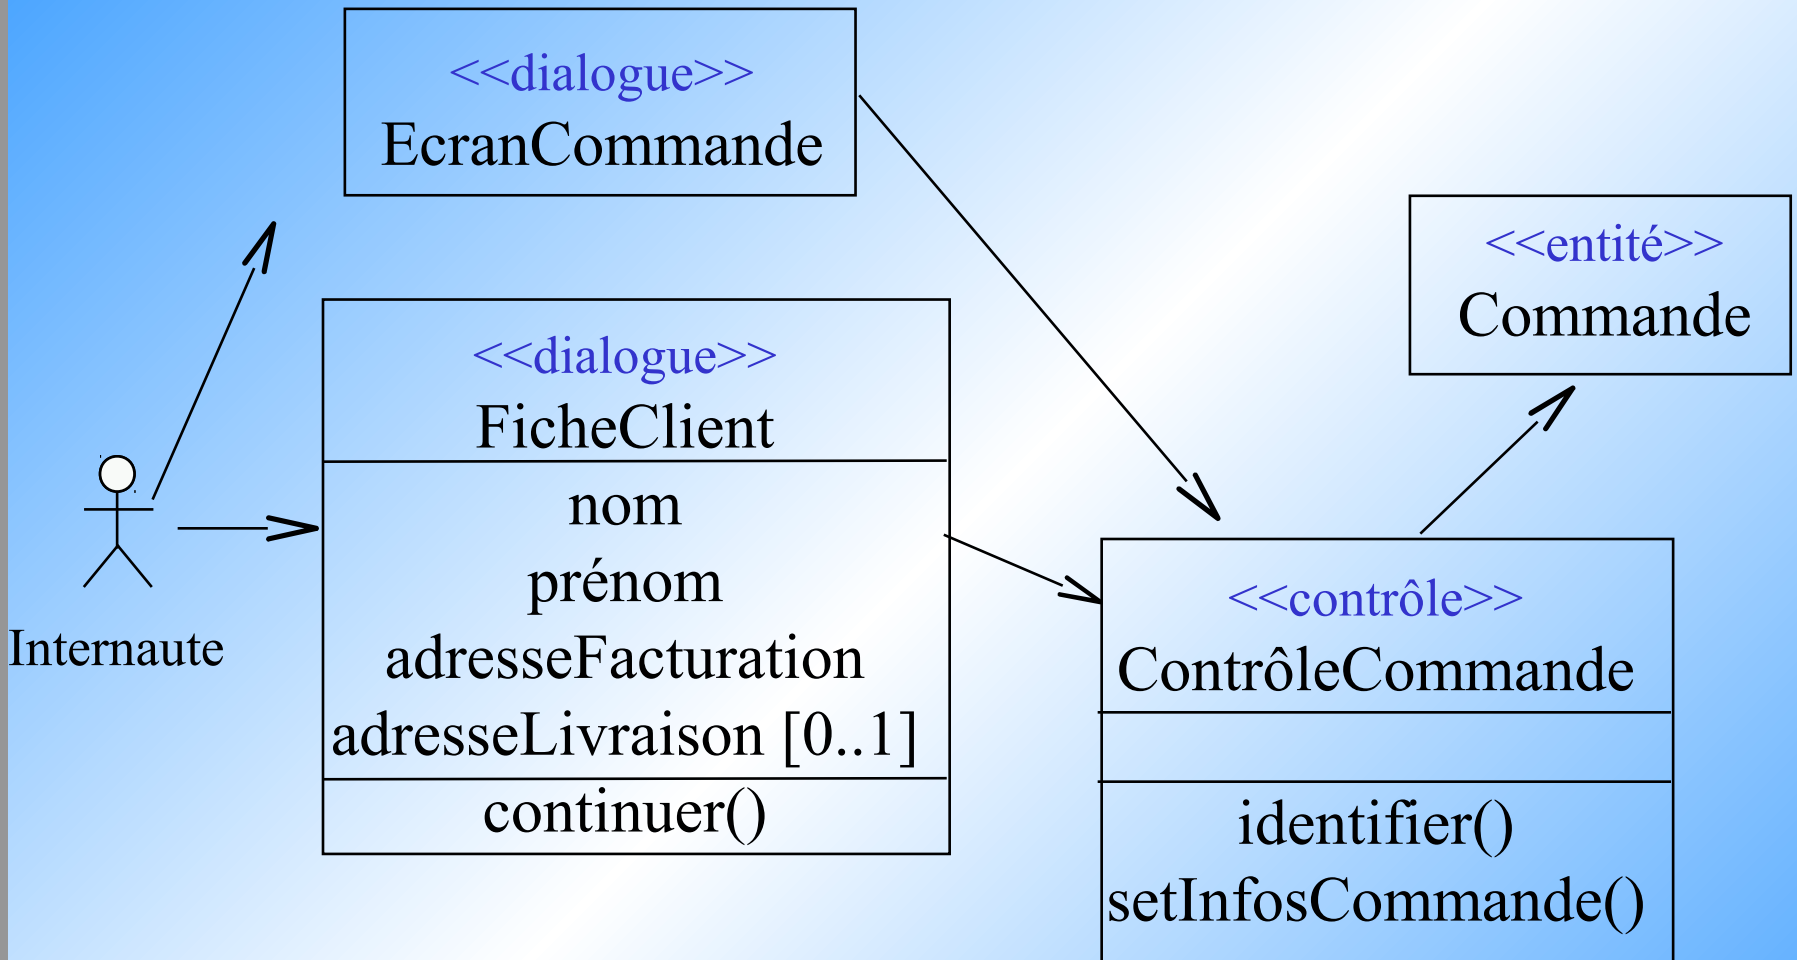 <<dialogue>>
EcranCommande
<<entité>>
Commande
<<dialogue>>
FicheClient
nom
prénom
adresseFacturation
adresseLivraison [0..1]
continuer()
Internaute
<<contrôle>>
ContrôleCommande
identifier()
setInfosCommande()